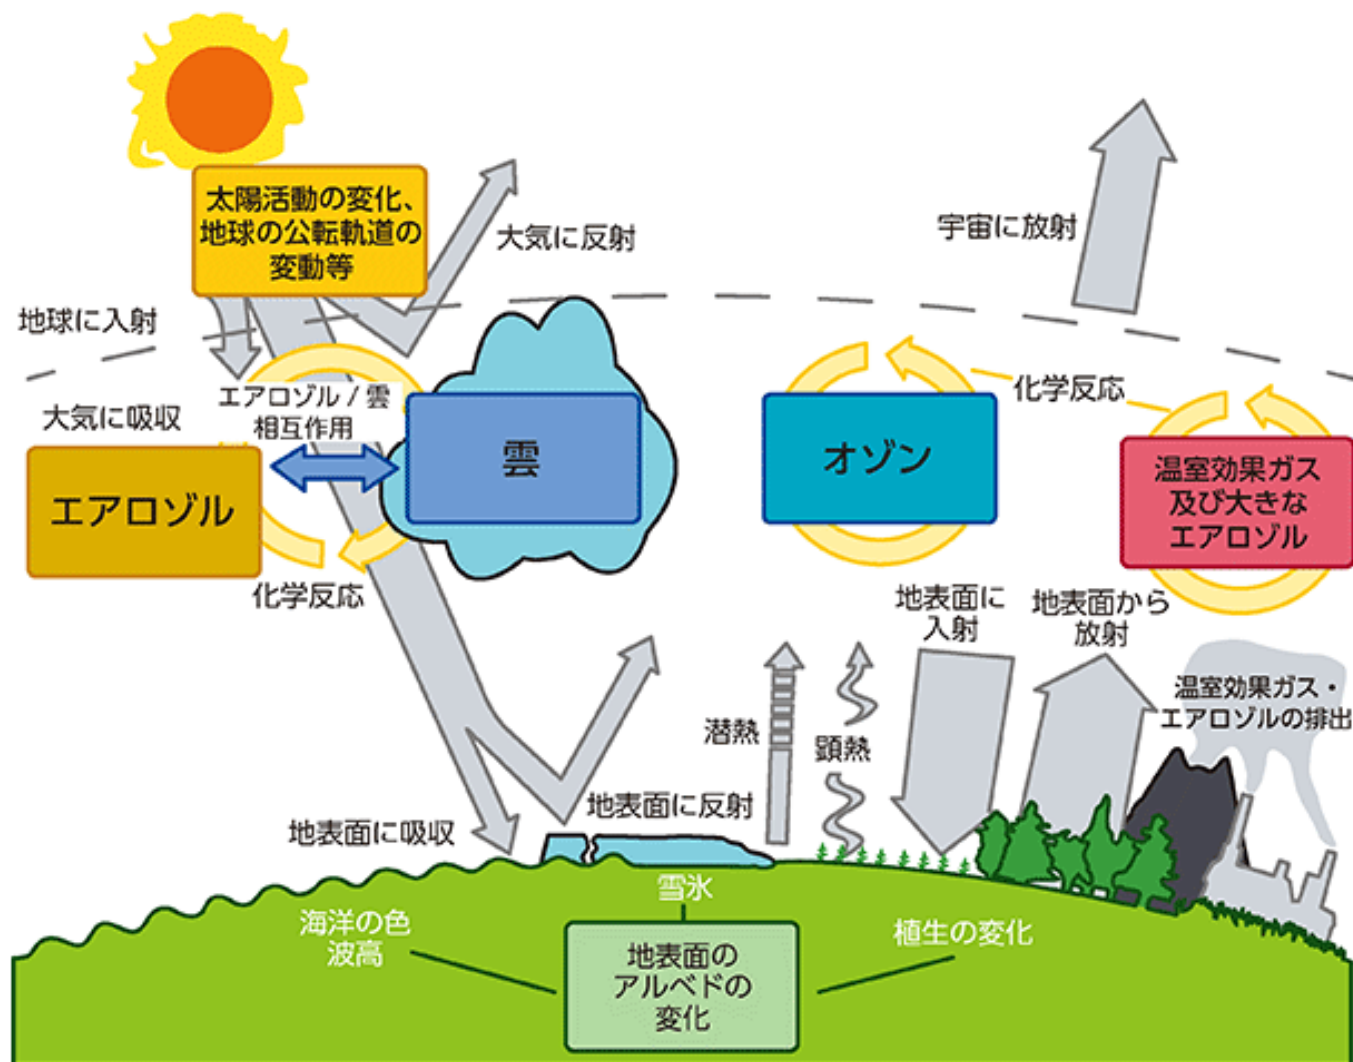 太陽活動の変化、
地球の公転軌道の
変動等
大気に反射
宇宙に放射
地球に入射
大気に吸収
エアロゾル / 雲
相互作用
エアロゾル
雲
オゾン
化学反応
温室効果ガス
及び大きな
エアロゾル
化学反応
地表面に
入射
地表面から
放射
温室効果ガス・
エアロゾルの排出
潜熱
顕熱
地表面に反射
地表面に吸収
雪氷
海洋の色
波高
植生の変化
地表面の
アルベドの
変化